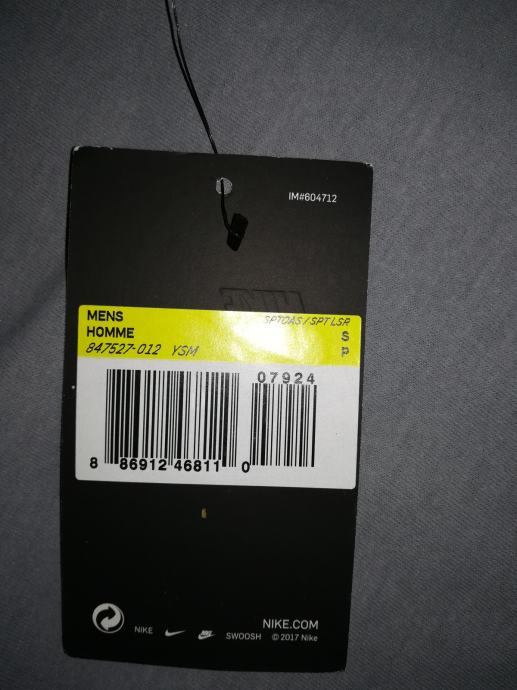 IM#604712
MENS SPTCAS / SPT LSR
HOMME S
847527-012 YSM P
07924
8 86912 46811 0
NIKE.COM
NIKE SWOOSH © 2017 Nike